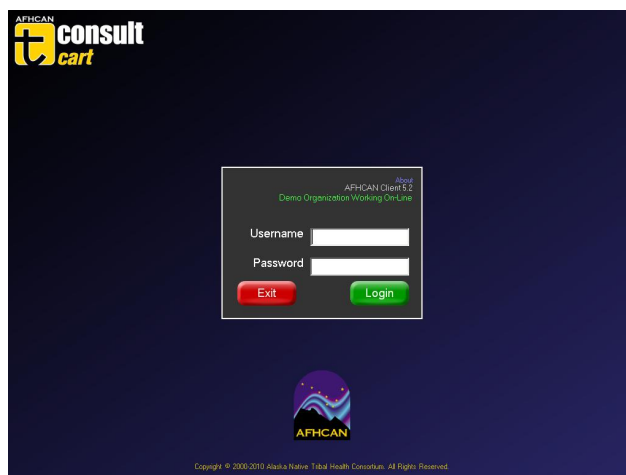 AFHCAN
t consult
cart
About
AFHCAN Client 5.2
Demo Organization Working On-Line
Username
Password
Exit
Login
AFHCAN
Copyright © 2000-2010 Alaska Native Tribal Health Consortium. All Rights Reserved.